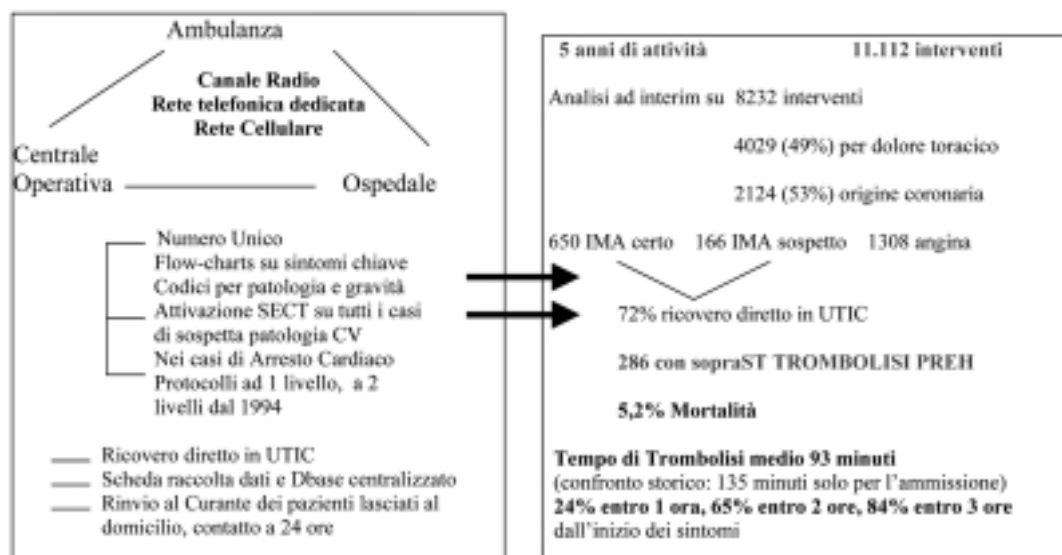 Ambulanza
Canale Radio
Rete telefonica dedicata
Rete Cellulare
Centrale
Operativa
Ospedale
Numero Unico
Flow-charts su sintomi chiave
Codici per patologia e gravità
Attivazione SECT su tutti i casi
di sospetta patologia CV
Nei casi di Arresto Cardiaco
Protocolli ad 1 livello, a 2
livelli dal 1994
Ricovero diretto in UTIC
Scheda raccolta dati e Dbase centralizzato
Rinvio al Curante dei pazienti lasciati al
domicilio, contatto a 24 ore
5 anni di attività 11.112 interventi
Analisi ad interim su 8232 interventi
4029 (49%) per dolore toracico
2124 (53%) origine coronaria
650 IMA certo 166 IMA sospetto 1308 angina
72% ricovero diretto in UTIC
286 con sopraST TROMBOLISI PREH
5,2% Mortalità
Tempo di Trombolisi medio 93 minuti
(confronto storico: 135 minuti solo per l'ammissione)
24% entro 1 ora, 65% entro 2 ore, 84% entro 3 ore
dall'inizio dei sintomi